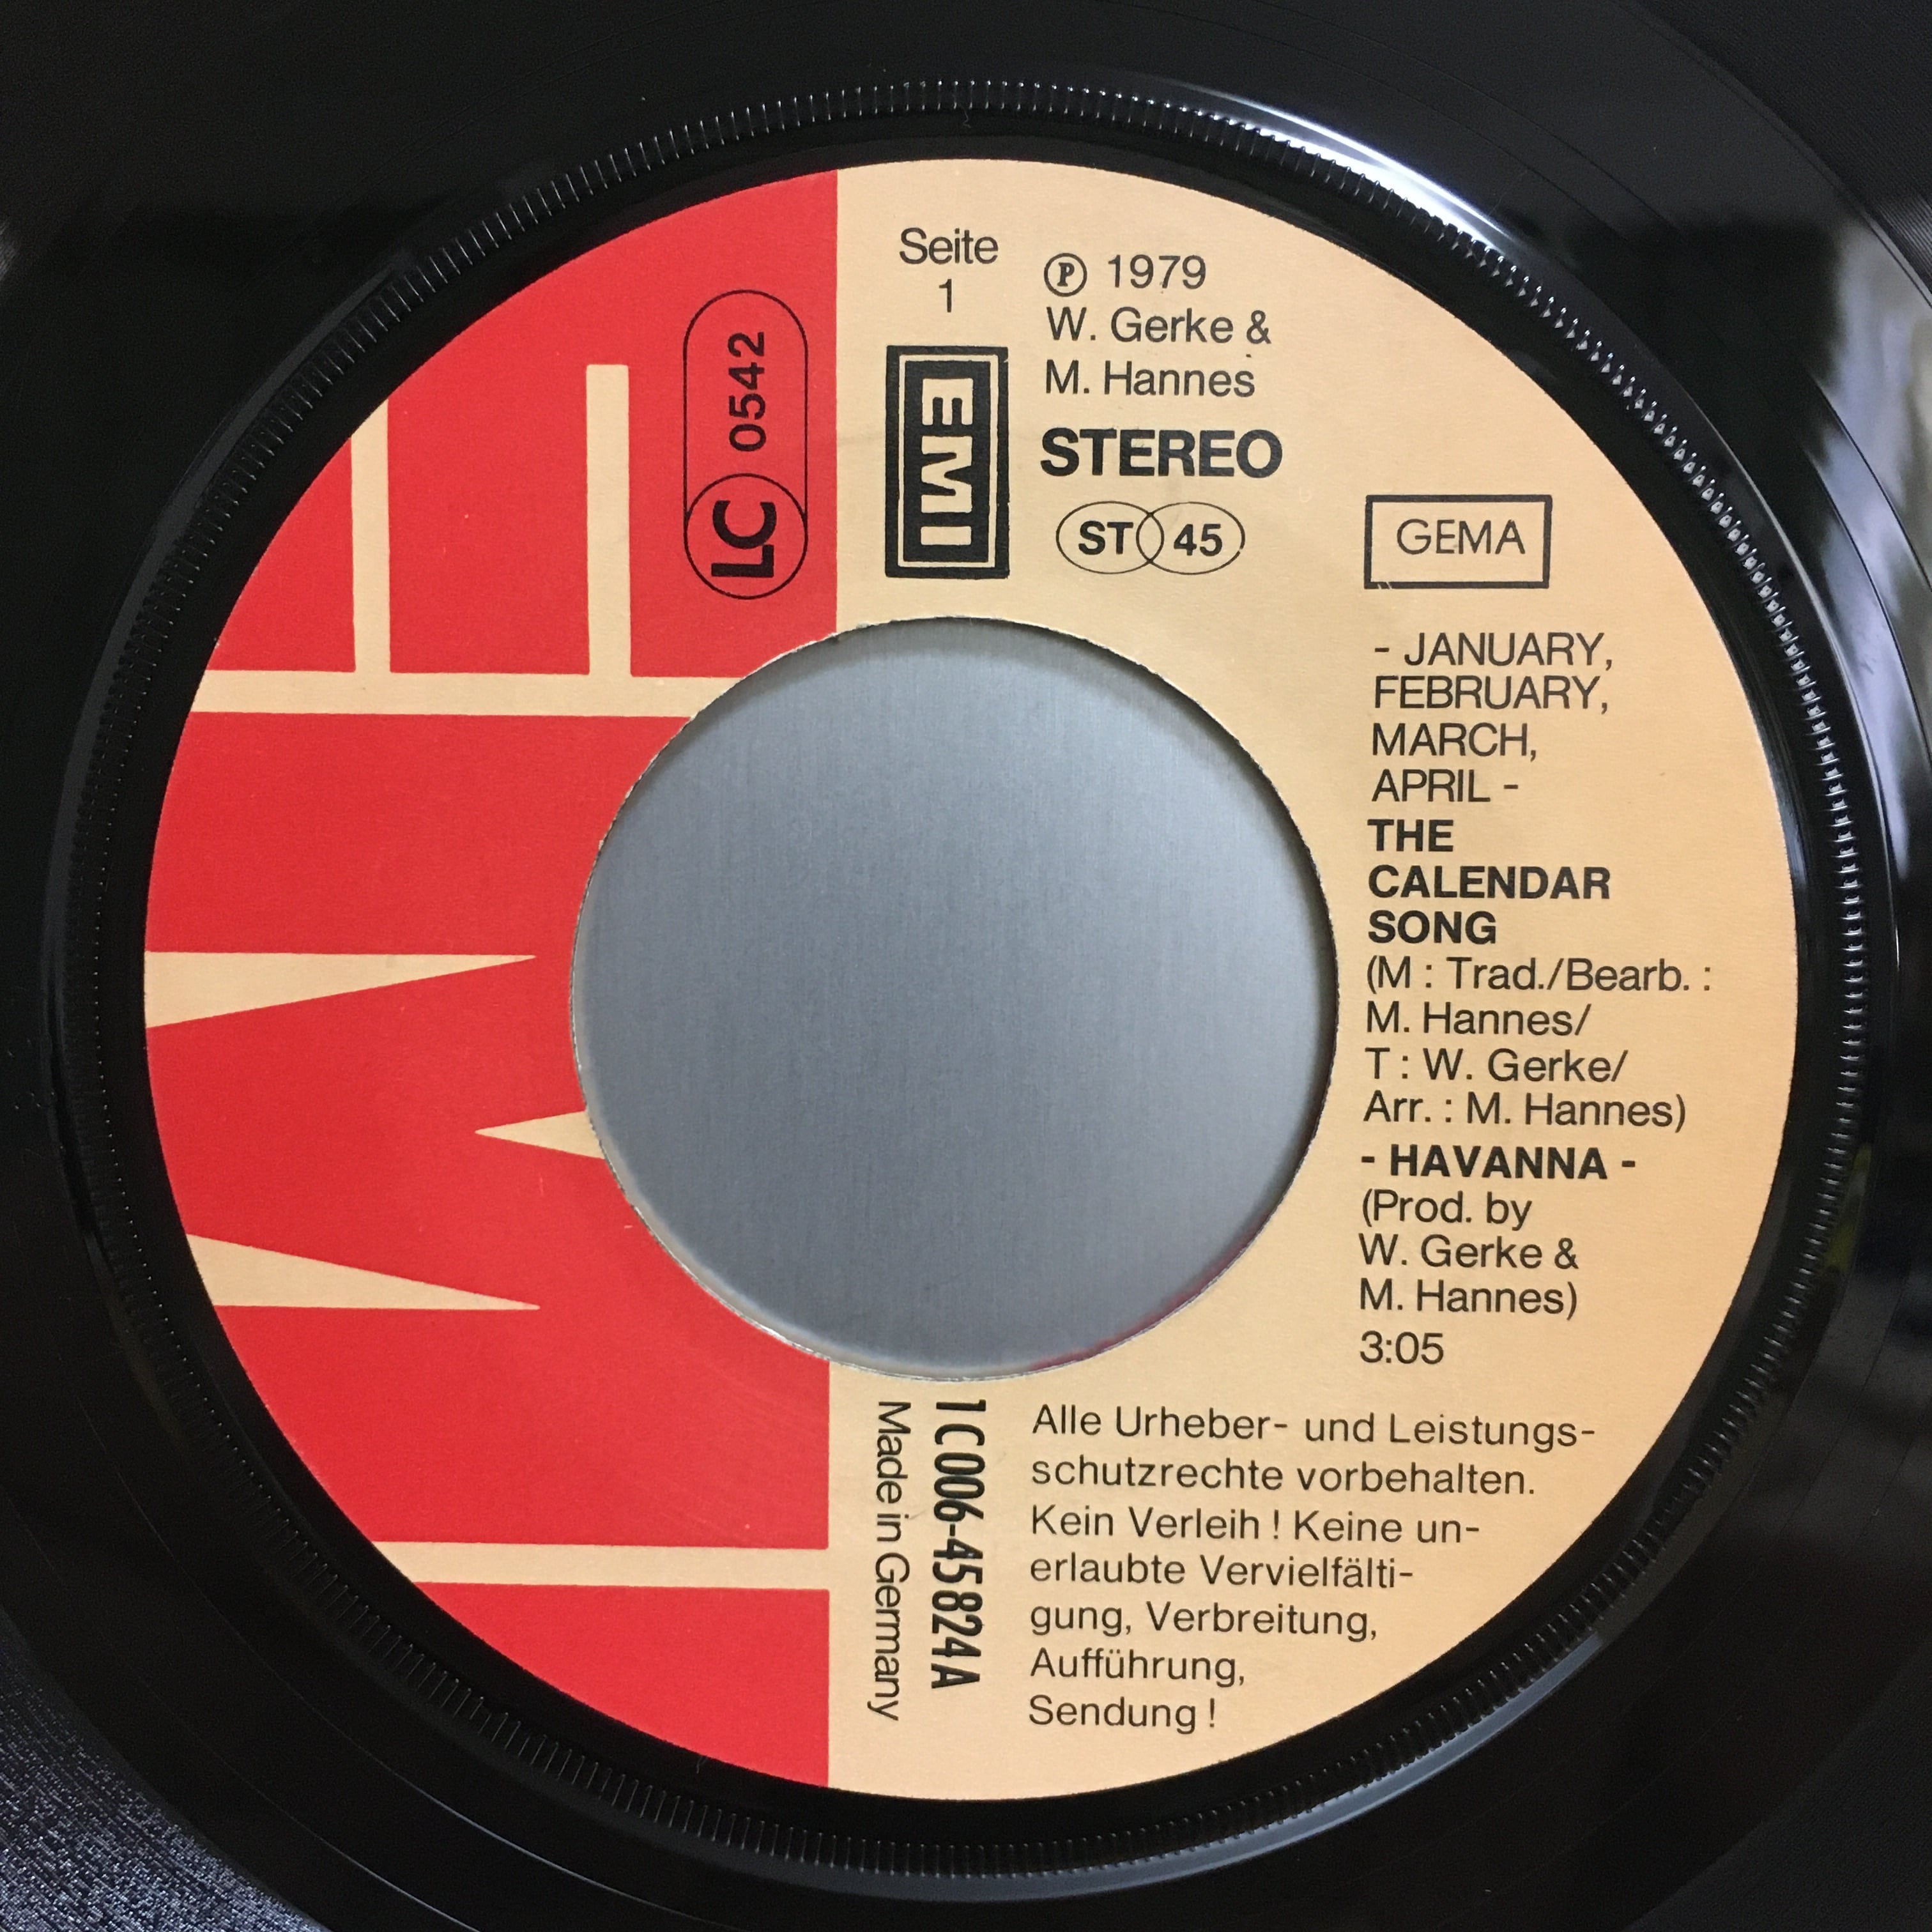 Seite
1
EMI
LC 0542
℗ 1979
W. Gerke &
M. Hannes
STEREO
ST 45
GEMA
- JANUARY,
FEBRUARY,
MARCH,
APRIL -
THE
CALENDAR
SONG
(M : Trad./Bearb. :
M. Hannes/
T : W. Gerke/
Arr. : M. Hannes)
- HAVANNA -
(Prod. by
W. Gerke &
M. Hannes)
3:05
1C006-45824A
Made in Germany
Alle Urheber- und Leistungs-
schutzrechte vorbehalten.
Kein Verleih ! Keine un-
erlaubte Vervielfälti-
gung, Verbreitung,
Aufführung,
Sendung !